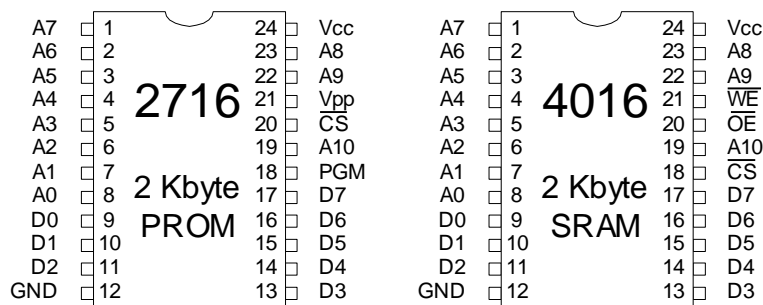 A7 1 24 Vcc A7 1 24 Vcc
A6 2 23 A8 A6 2 23 A8
A5 3 22 A9 A5 3 22 A9
A4 4 2716 21 Vpp A4 4 4016 21 WE
A3 5 20 CS A3 5 20 OE
A2 6 19 A10 A2 6 19 A10
A1 7 18 PGM A1 7 18 CS
A0 8 2 Kbyte 17 D7 A0 8 2 Kbyte 17 D7
D0 9 PROM 16 D6 D0 9 SRAM 16 D6
D1 10 15 D5 D1 10 15 D5
D2 11 14 D4 D2 11 14 D4
GND 12 13 D3 GND 12 13 D3